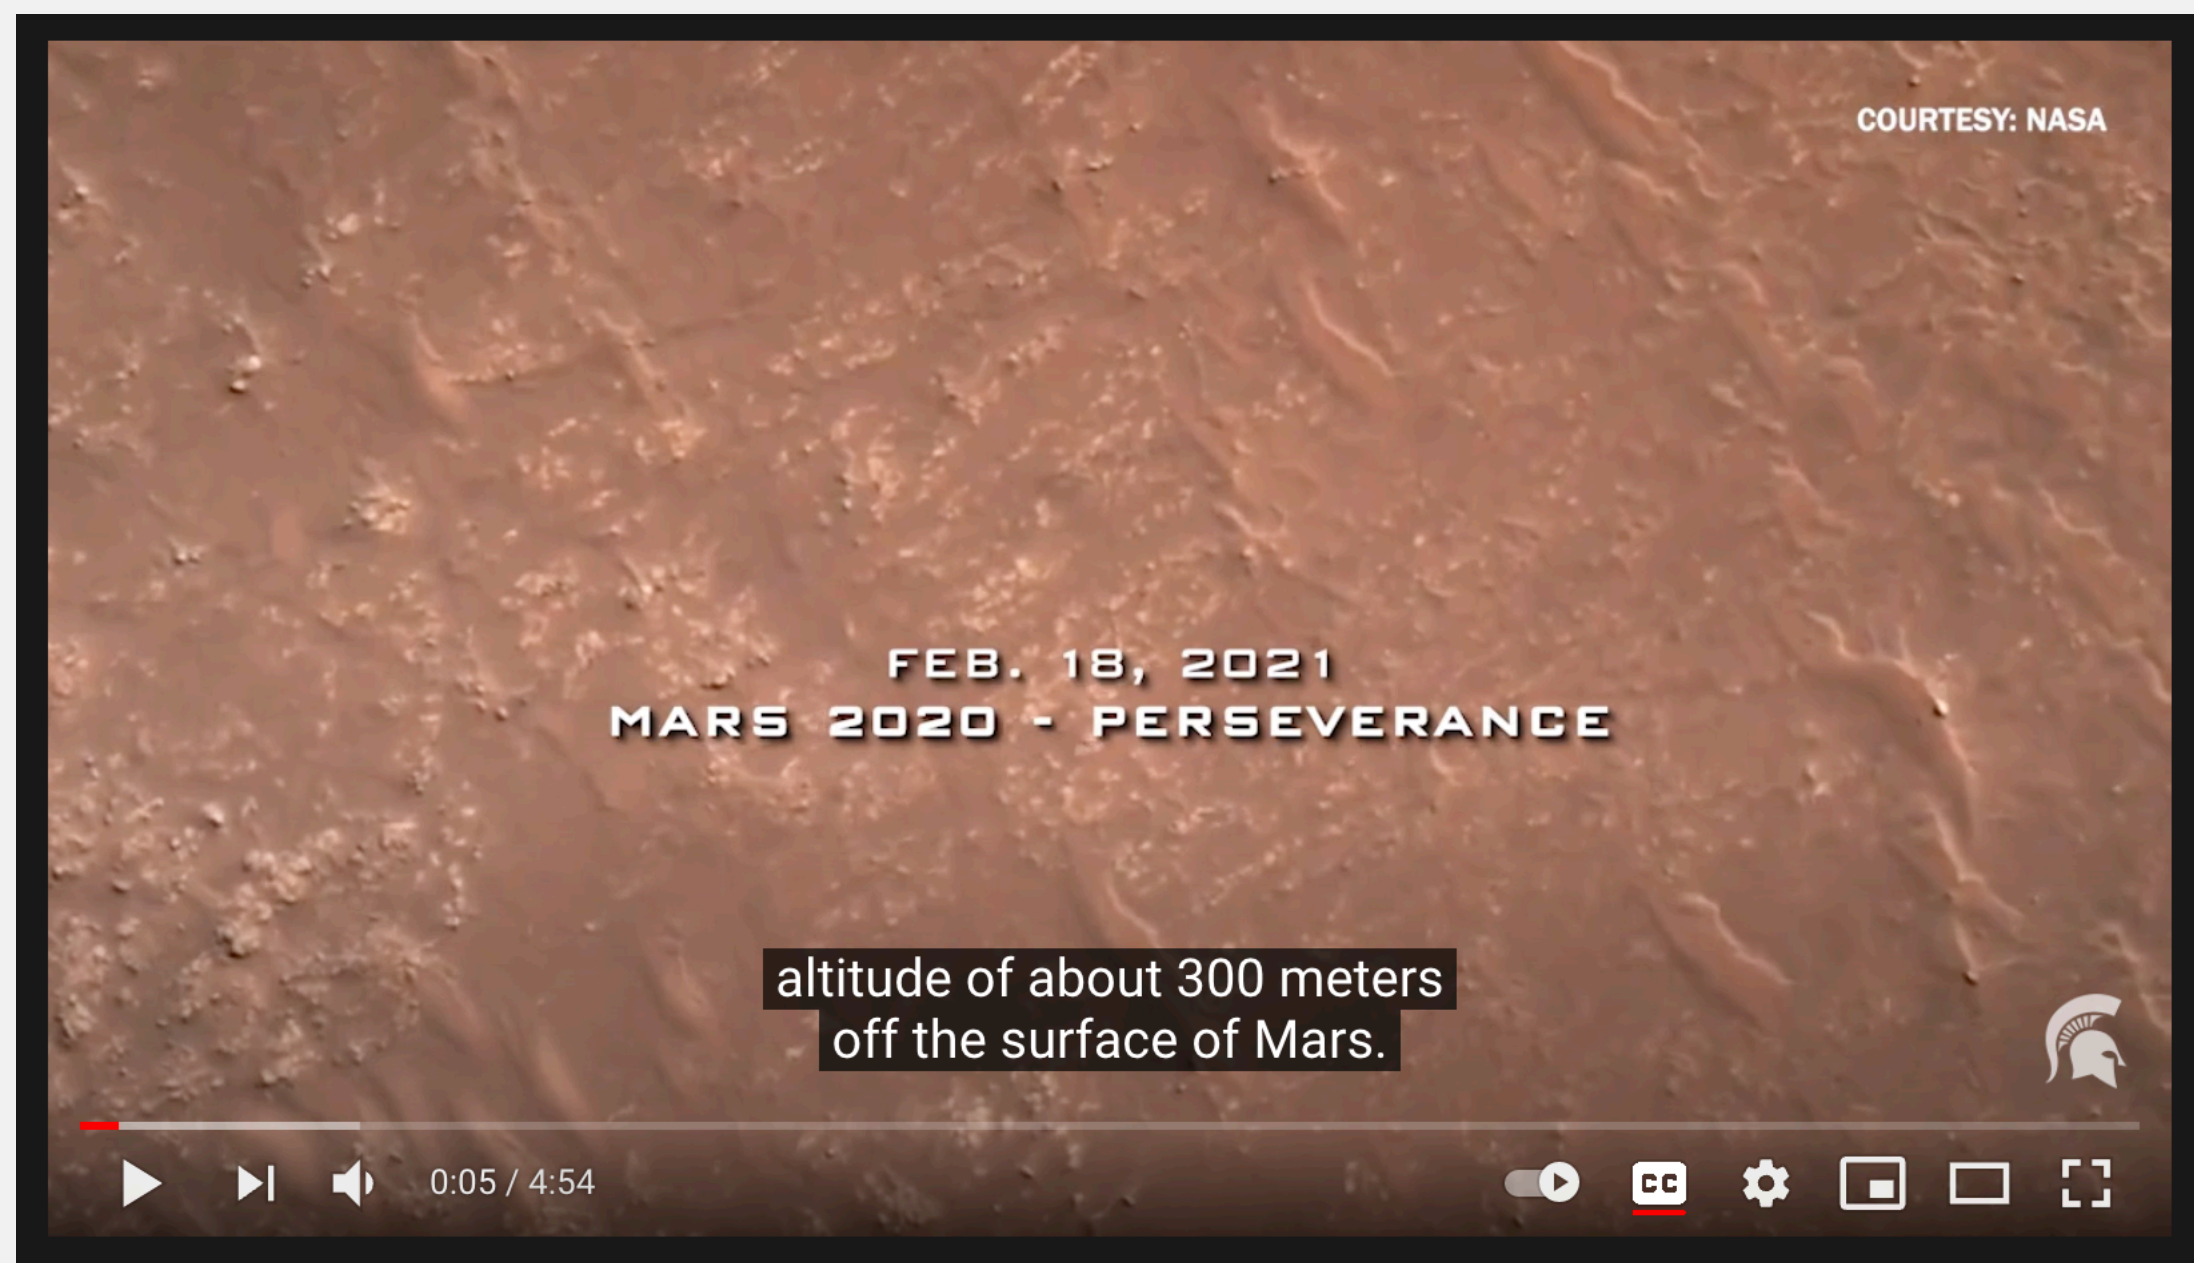 COURTESY: NASA
FEB. 18, 2021
MARS 2020 - PERSEVERANCE
altitude of about 300 meters
off the surface of Mars.
0:05 / 4:54
CC